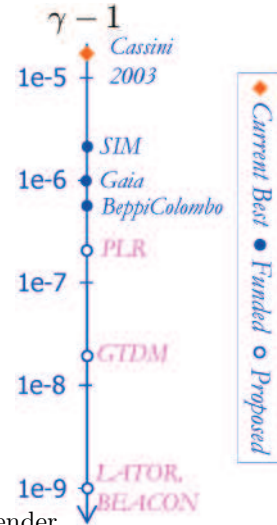 γ − 1
Cassini
2003
1e-5
SIM
1e-6
Gaia
BeppiColombo
PLR
1e-7
GTDM
1e-8
LATOR,
1e-9
BEACON
ender
Current Best
Funded
Proposed